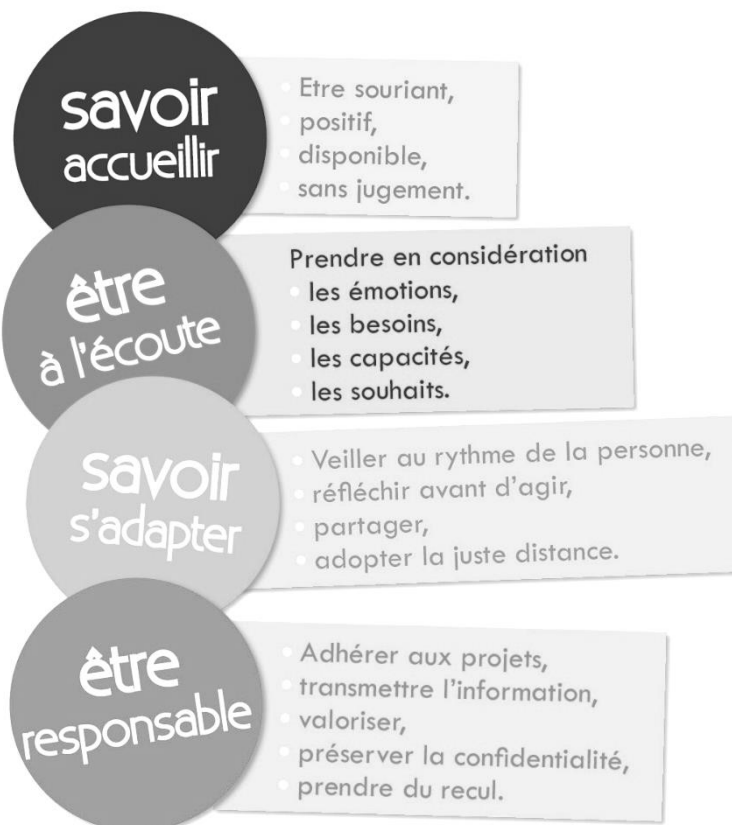 savoir
accueillir
Etre souriant,
positif,
disponible,
sans jugement.
être
à l'écoute
Prendre en considération
les émotions,
les besoins,
les capacités,
les souhaits.
savoir
s'adapter
Veiller au rythme de la personne,
réfléchir avant d'agir,
partager,
adopter la juste distance.
être
responsable
Adhérer aux projets,
transmettre l'information,
valoriser,
préserver la confidentialité,
prendre du recul.